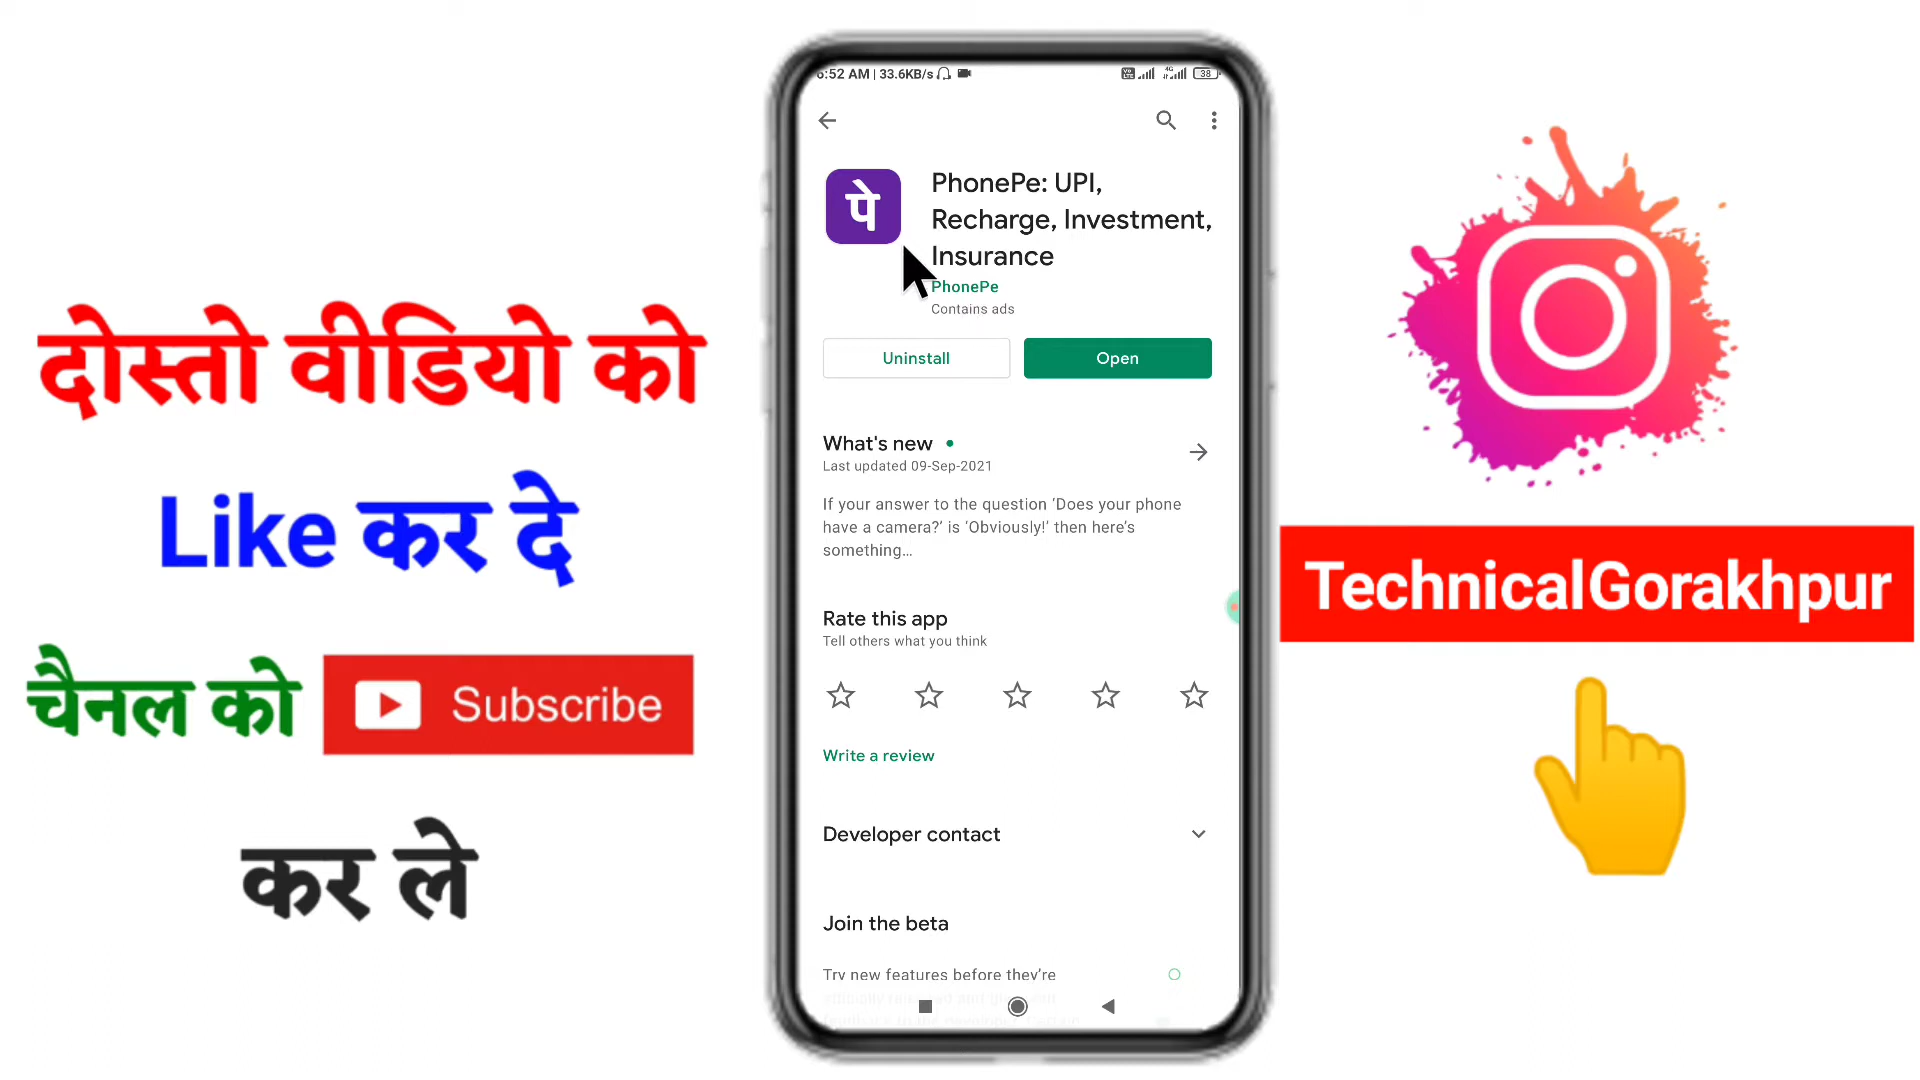 दोस्तो वीडियो को
Like कर दे
चैनल को Subscribe
कर ले
6:52 AM | 33.6KB/s
38
पे
PhonePe: UPI,
Recharge, Investment,
Insurance
PhonePe
Contains ads
Uninstall
Open
What's new
Last updated 09-Sep-2021
If your answer to the question ‘Does your phone
have a camera?’ is ‘Obviously!’ then here’s
something…
Rate this app
Tell others what you think
Write a review
Developer contact
Join the beta
Try new features before they’re
TechnicalGorakhpur